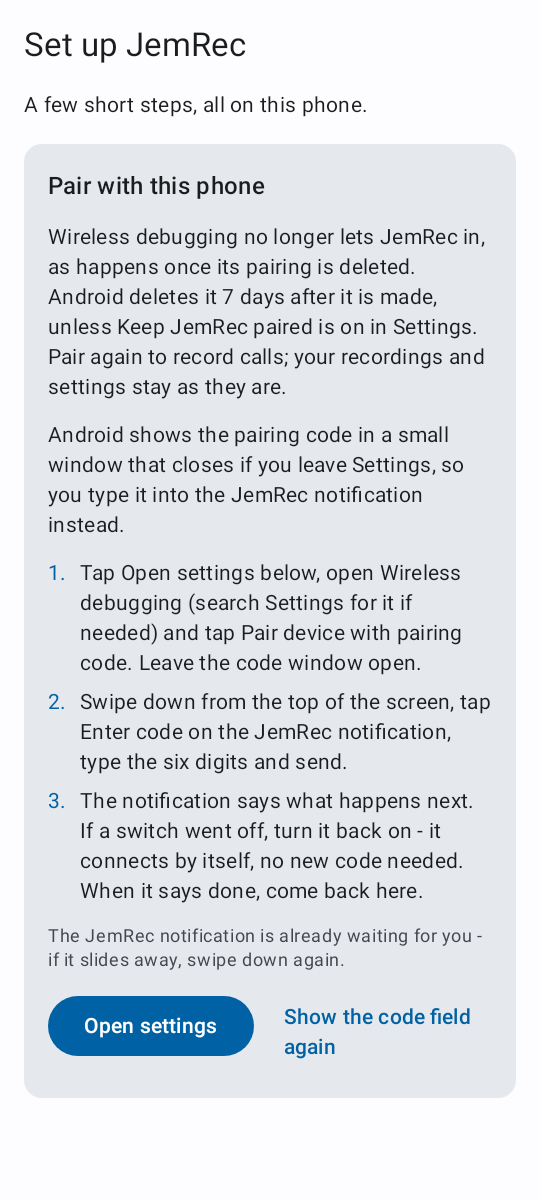 Set up JemRec
A few short steps, all on this phone.
Pair with this phone
Wireless debugging no longer lets JemRec in,
as happens once its pairing is deleted.
Android deletes it 7 days after it is made,
unless Keep JemRec paired is on in Settings.
Pair again to record calls; your recordings and
settings stay as they are.
Android shows the pairing code in a small
window that closes if you leave Settings, so
you type it into the JemRec notification
instead.
1. Tap Open settings below, open Wireless
debugging (search Settings for it if
needed) and tap Pair device with pairing
code. Leave the code window open.
2. Swipe down from the top of the screen, tap
Enter code on the JemRec notification,
type the six digits and send.
3. The notification says what happens next.
If a switch went off, turn it back on - it
connects by itself, no new code needed.
When it says done, come back here.
The JemRec notification is already waiting for you -
if it slides away, swipe down again.
Open settings
Show the code field
again